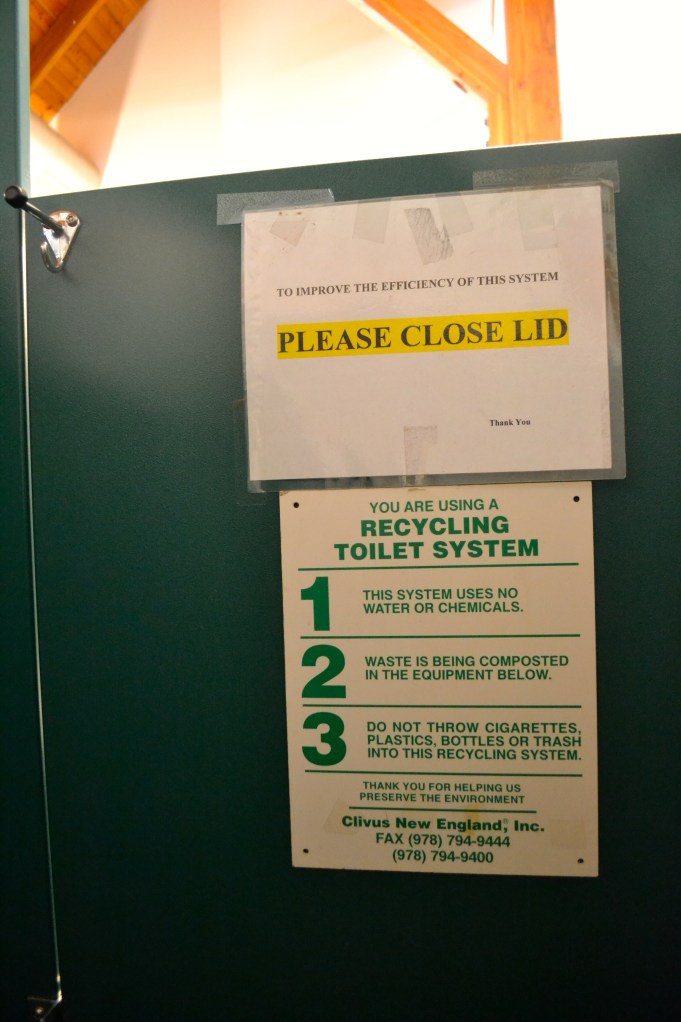 TO IMPROVE THE EFFICIENCY OF THIS SYSTEM
PLEASE CLOSE LID
Thank You
YOU ARE USING A
RECYCLING
TOILET SYSTEM
1 THIS SYSTEM USES NO
WATER OR CHEMICALS.
2 WASTE IS BEING COMPOSTED
IN THE EQUIPMENT BELOW.
3 DO NOT THROW CIGARETTES,
PLASTICS, BOTTLES OR TRASH
INTO THIS RECYCLING SYSTEM.
THANK YOU FOR HELPING US
PRESERVE THE ENVIRONMENT
Clivus New England®, Inc.
FAX (978) 794-9444
(978) 794-9400